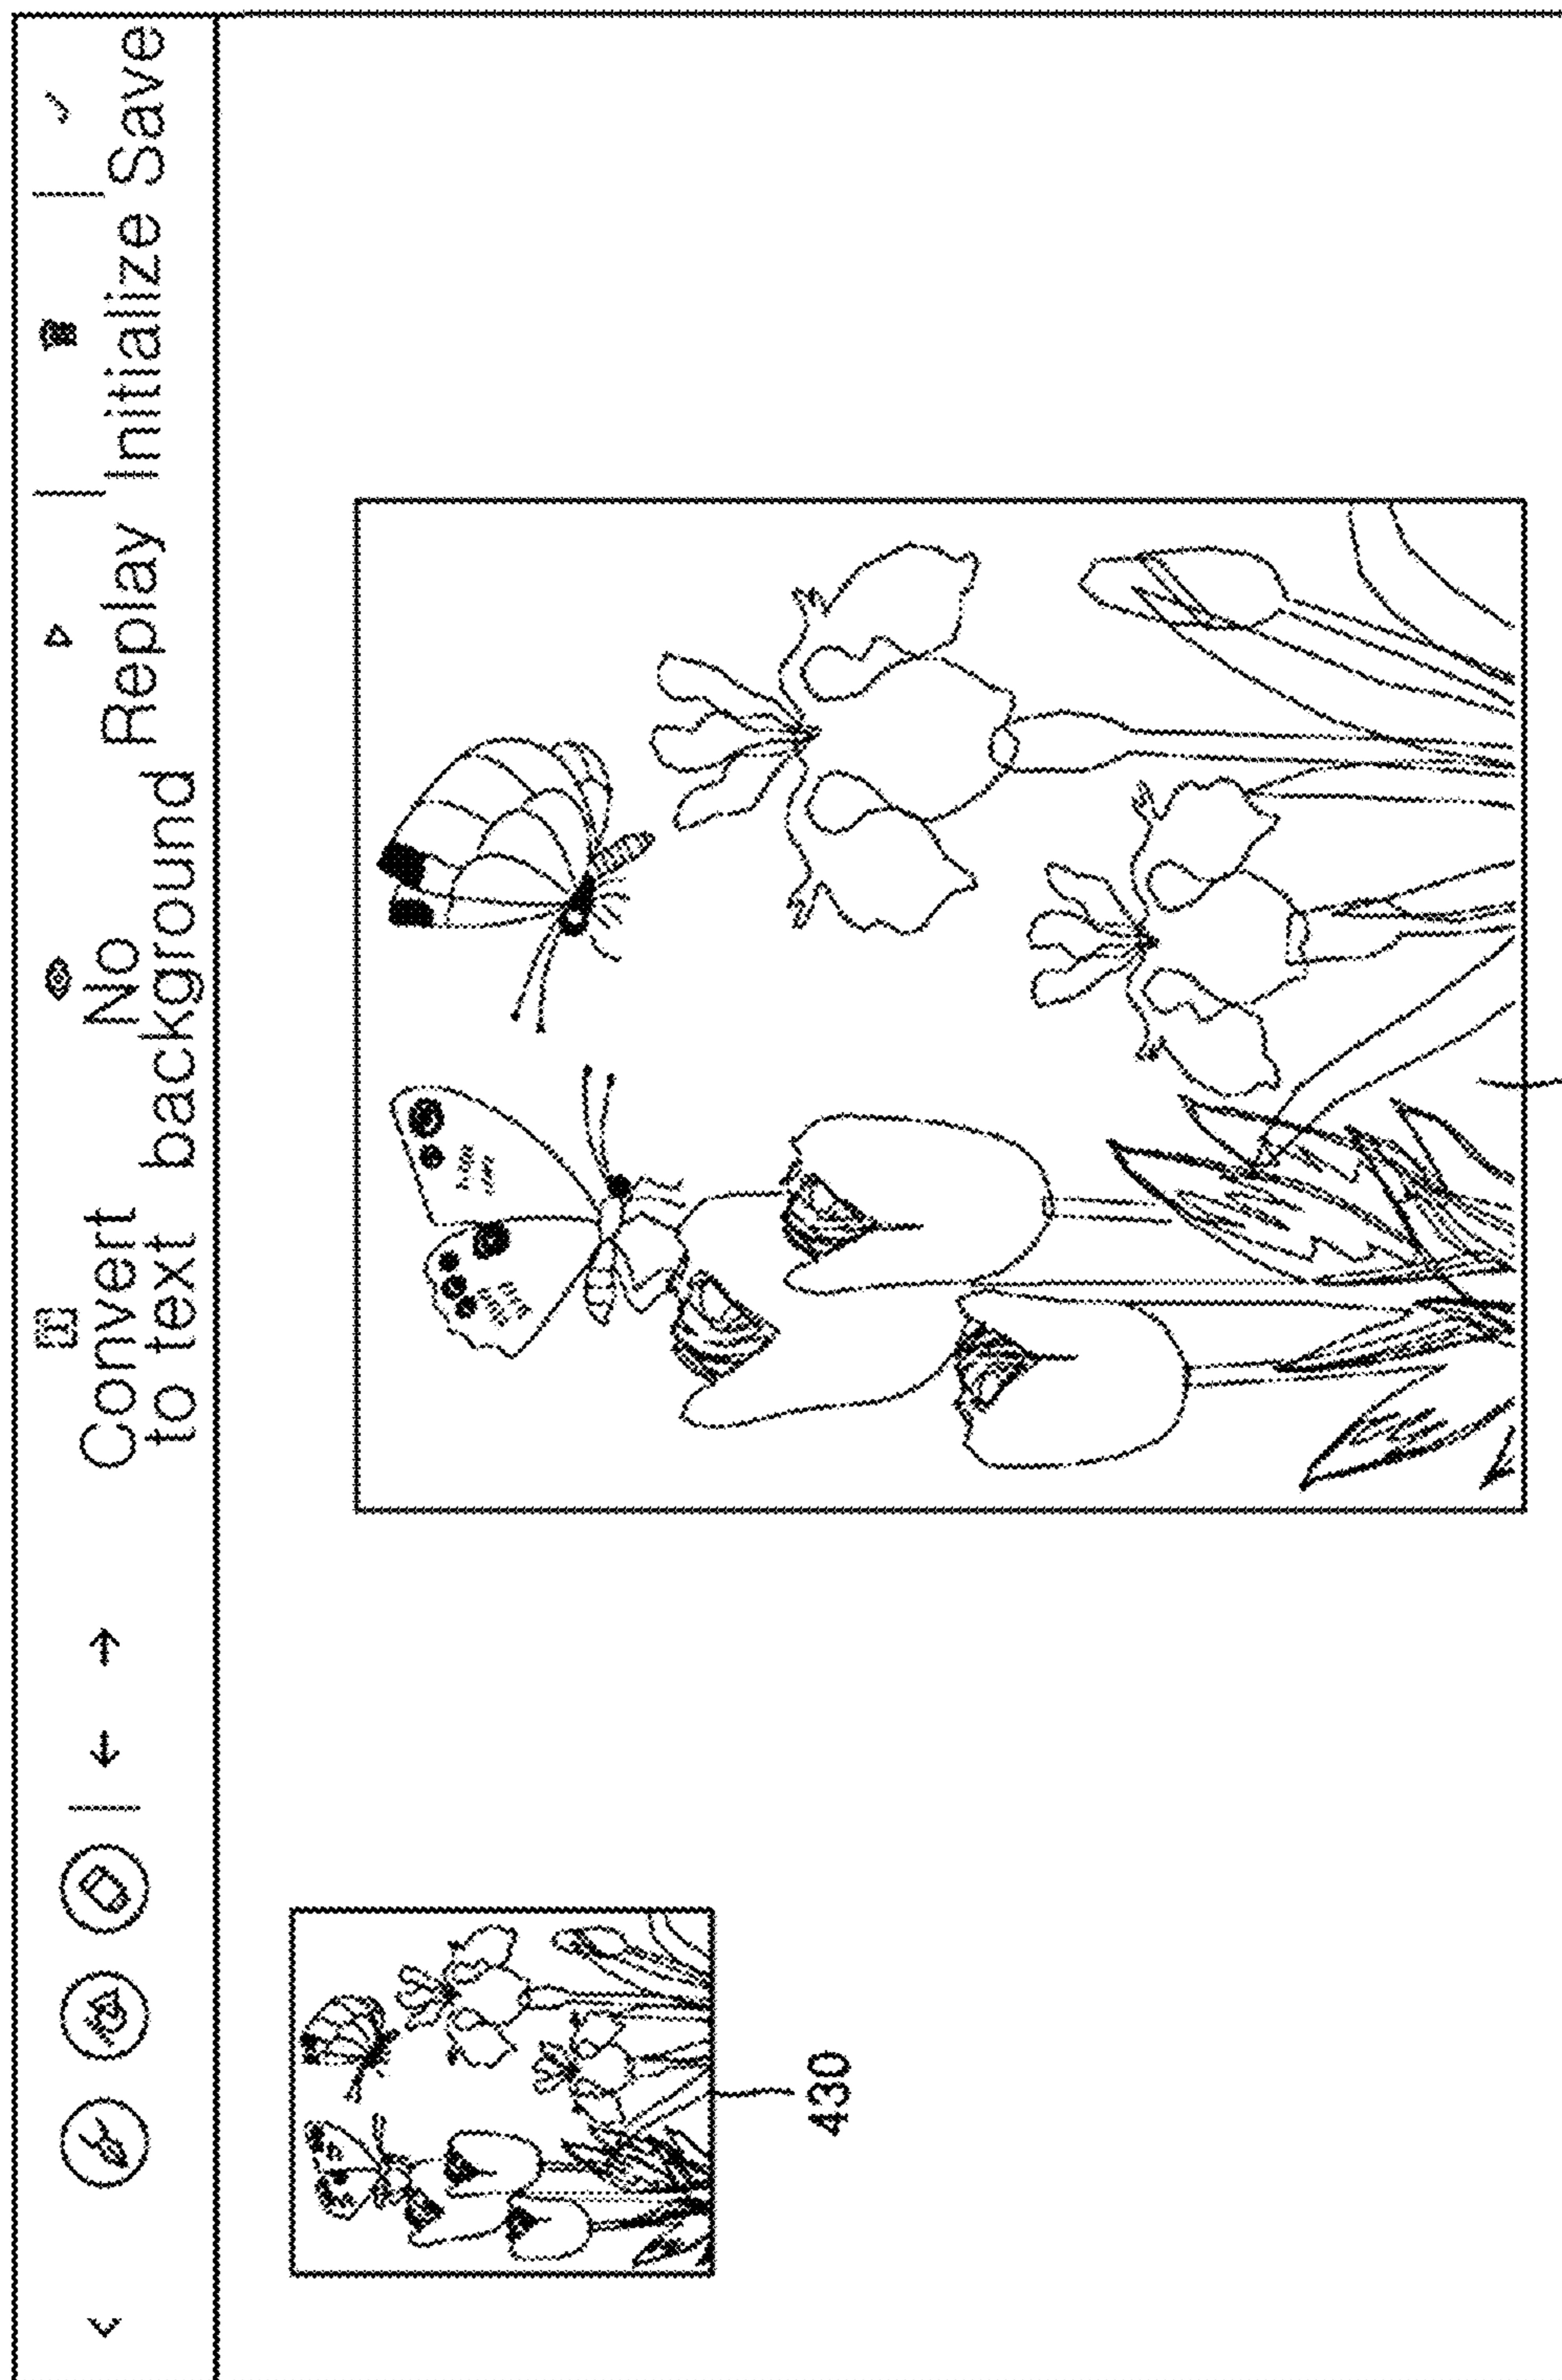 Convert
to text
No
background
Replay
Initialize
Save
430